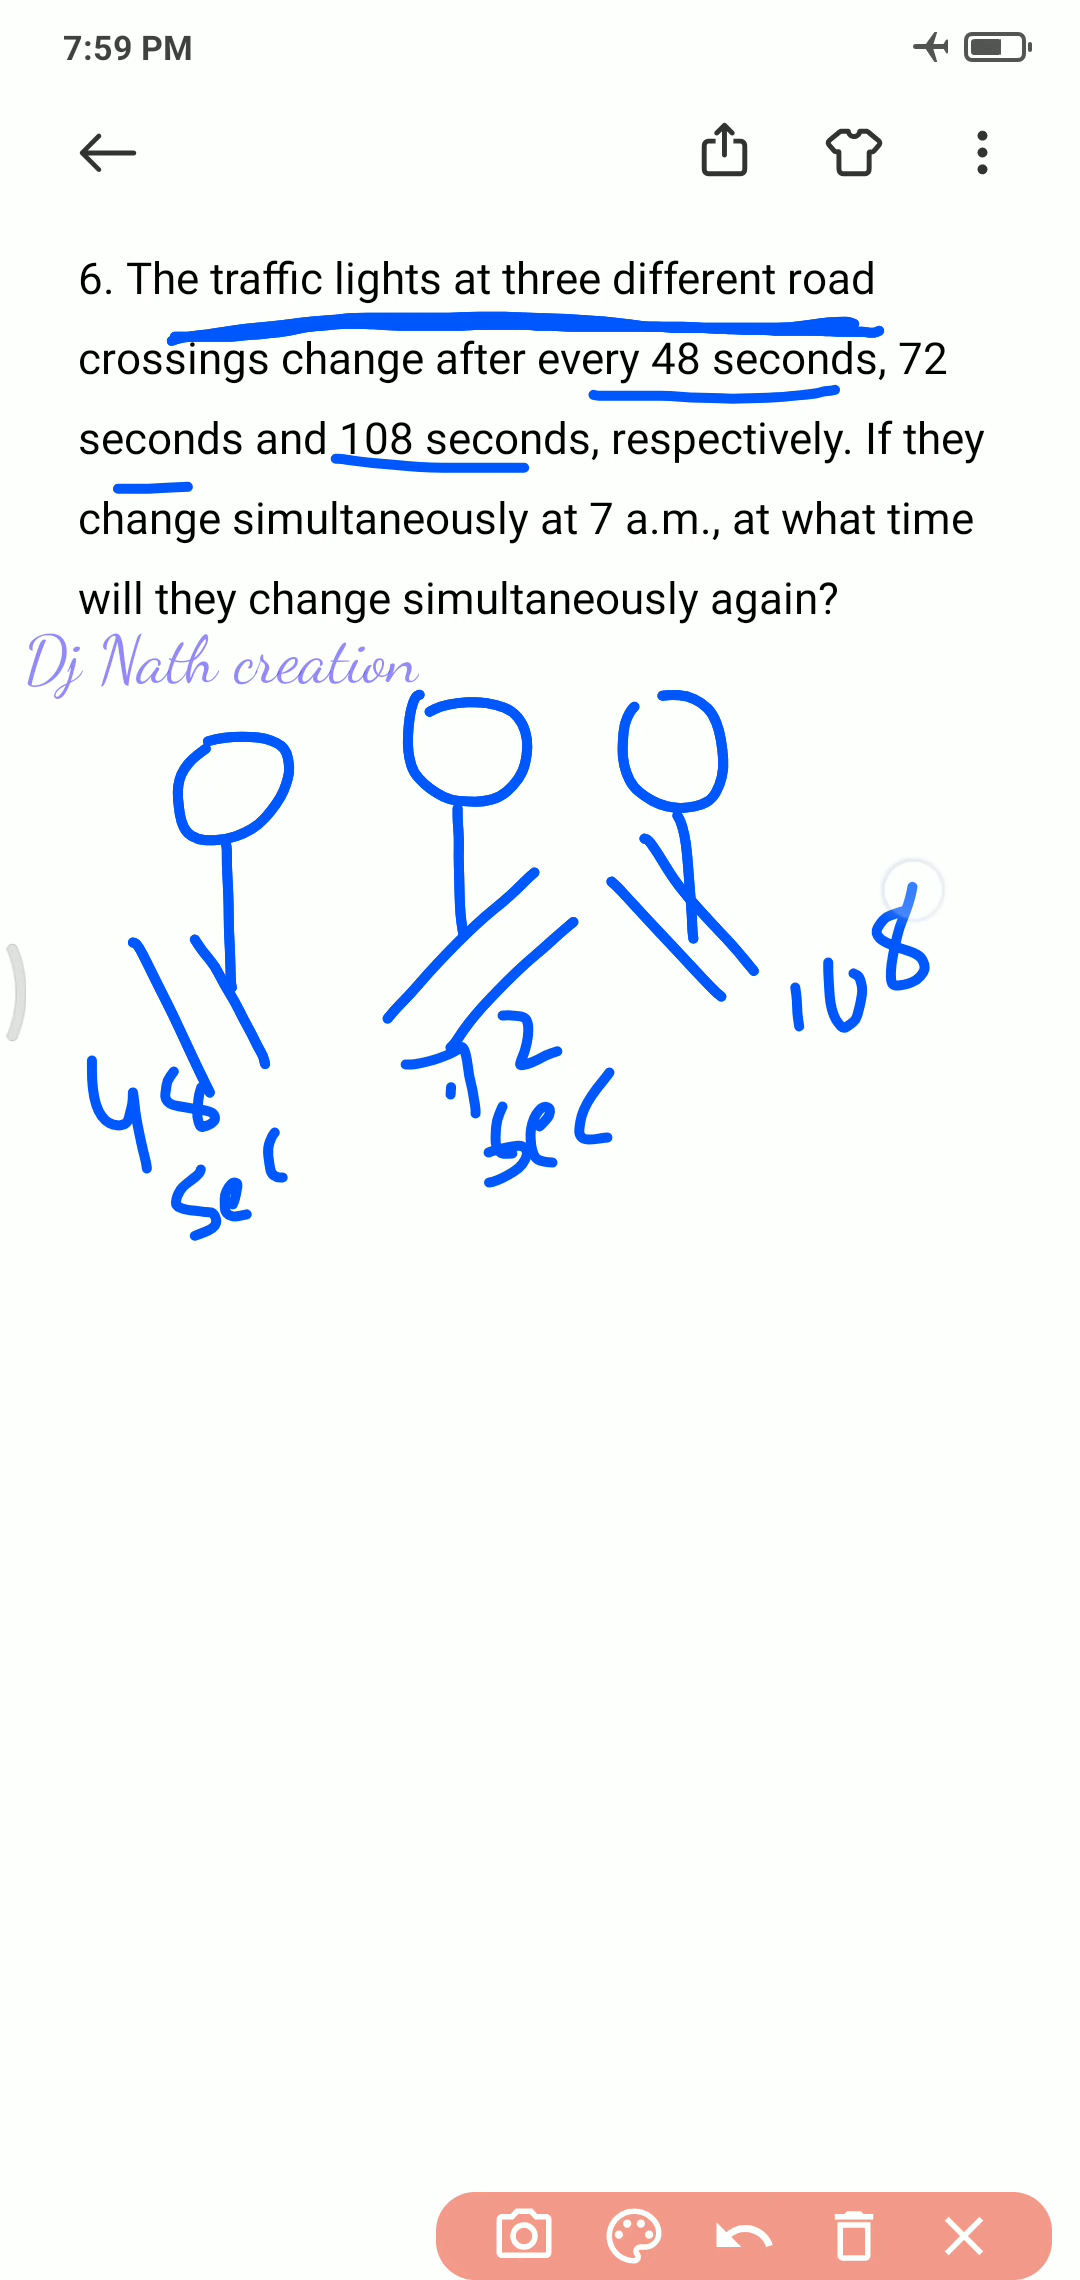 7:59 PM
6. The traffic lights at three different road
crossings change after every 48 seconds, 72
seconds and 108 seconds, respectively. If they
change simultaneously at 7 a.m., at what time
will they change simultaneously again?
Dj Nath creation
108
72
48
sec
sec